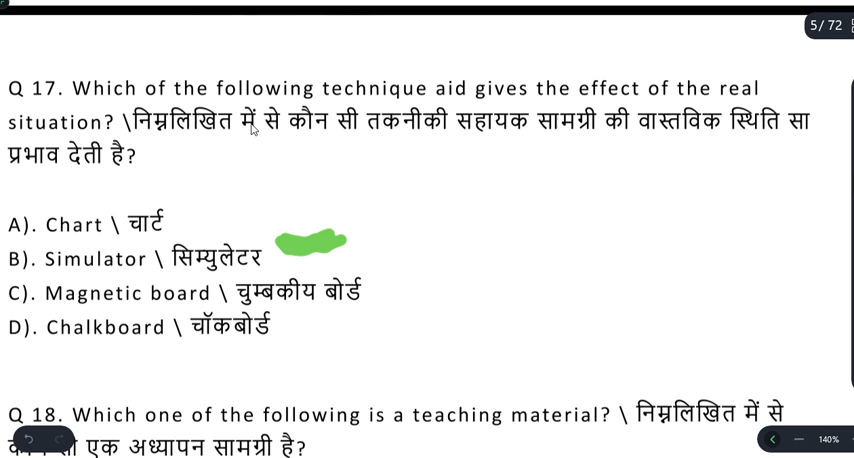 5/ 72
Q 17. Which of the following technique aid gives the effect of the real
situation? \निम्नलिखित में से कौन सी तकनीकी सहायक सामग्री की वास्तविक स्थिति सा
प्रभाव देती है?
A). Chart \ चार्ट
B). Simulator \ सिम्युलेटर
C). Magnetic board \ चुम्बकीय बोर्ड
D). Chalkboard \ चॉकबोर्ड
Q 18. Which one of the following is a teaching material? \ निम्नलिखित में से
एक अध्यापन सामग्री है?
140%